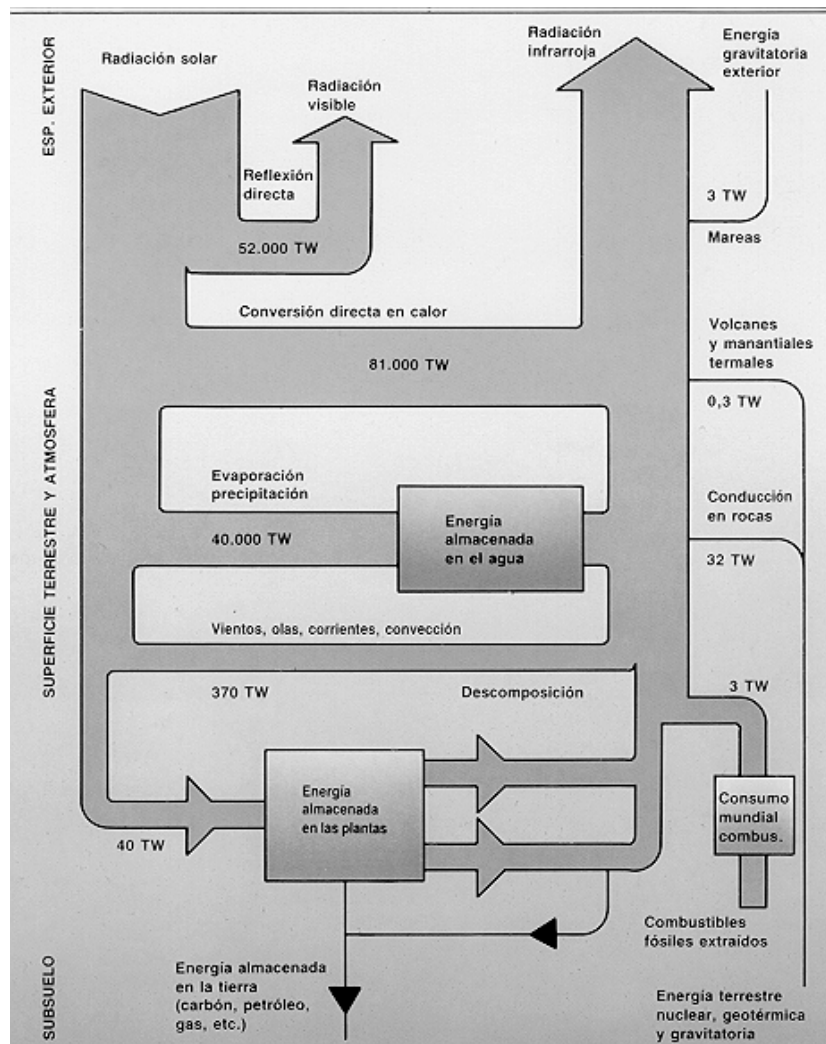 ESP. EXTERIOR
Radiación solar
Radiación
visible
Radiación
infrarroja
Energía
gravitatoria
exterior
Reflexión
directa
52.000 TW
3 TW
Mareas
SUPERFICIE TERRESTRE Y ATMOSFERA
Conversión directa en calor
81.000 TW
Volcanes
y manantiales
termales
0,3 TW
Evaporación
precipitación
40.000 TW
Energía
almacenada
en el agua
Conducción
en rocas
32 TW
Vientos, olas, corrientes, convección
370 TW
Descomposición
3 TW
Energía
almacenada
en las plantas
40 TW
Consumo
mundial
combus.
Combustibles
fósiles extraídos
SUBSUELO
Energía almacenada
en la tierra
(carbón, petróleo,
gas, etc.)
Energía terrestre
nuclear, geotérmica
y gravitatoria